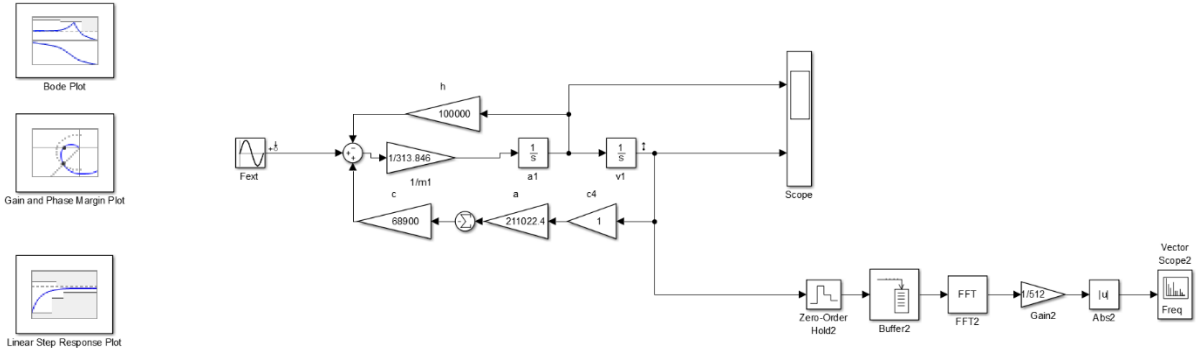 Bode Plot
Gain and Phase Margin Plot
Linear Step Response Plot
h
100000
Fext
1/313.846
1/m1
1
s
a1
1
s
v1
Scope
c
68900
a
211022.4
c4
1
Zero-Order
Hold2
Buffer2
FFT
FFT2
1/512
Gain2
|u|
Abs2
Vector
Scope2
Freq